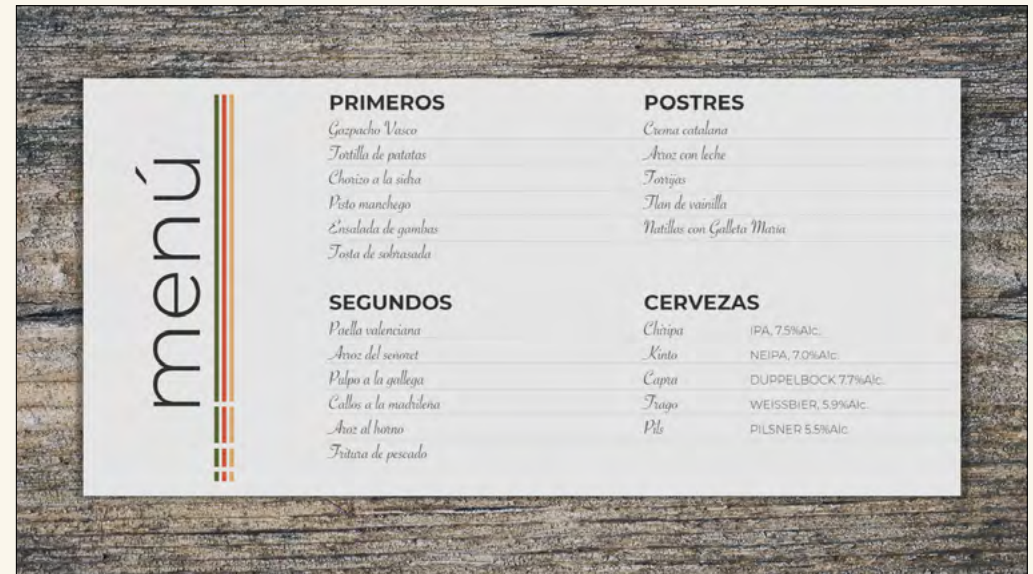 menú
PRIMEROS
Gazpacho Vasco
Tortilla de patatas
Chorizo a la sidra
Pisto manchego
Ensalada de gambas
Tosta de sobrasada
SEGUNDOS
Paella valenciana
Arroz del senoret
Pulpo a la gallega
Callos a la madrilena
Aroz al horno
Fritura de pescado
POSTRES
Crema catalana
Arroz con leche
Torrijas
Flan de vainilla
Natillas con Galleta Maria
CERVEZAS
Chiripa IPA, 7.5%Alc.
Kinto NEIPA, 7.0%Alc.
Capra DUPPELBOCK 7.7%Alc.
Trago WEISSBIER, 5.9%Alc.
Pils PILSNER 5.5%Alc.